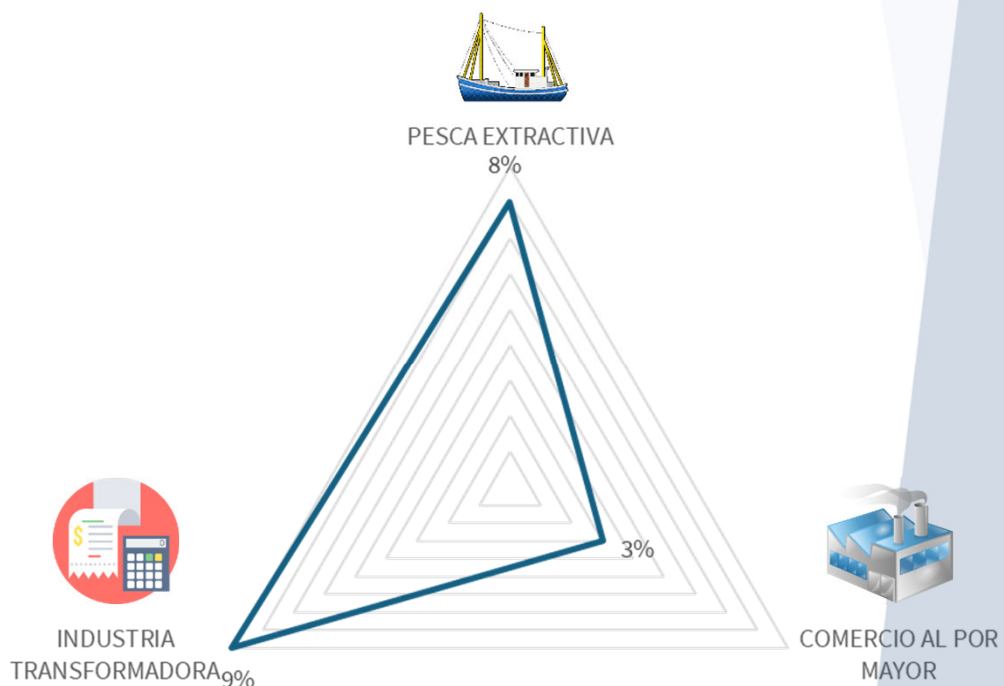 PESCA EXTRACTIVA
8%
3%
INDUSTRIA
TRANSFORMADORA
9%
COMERCIO AL POR
MAYOR
$